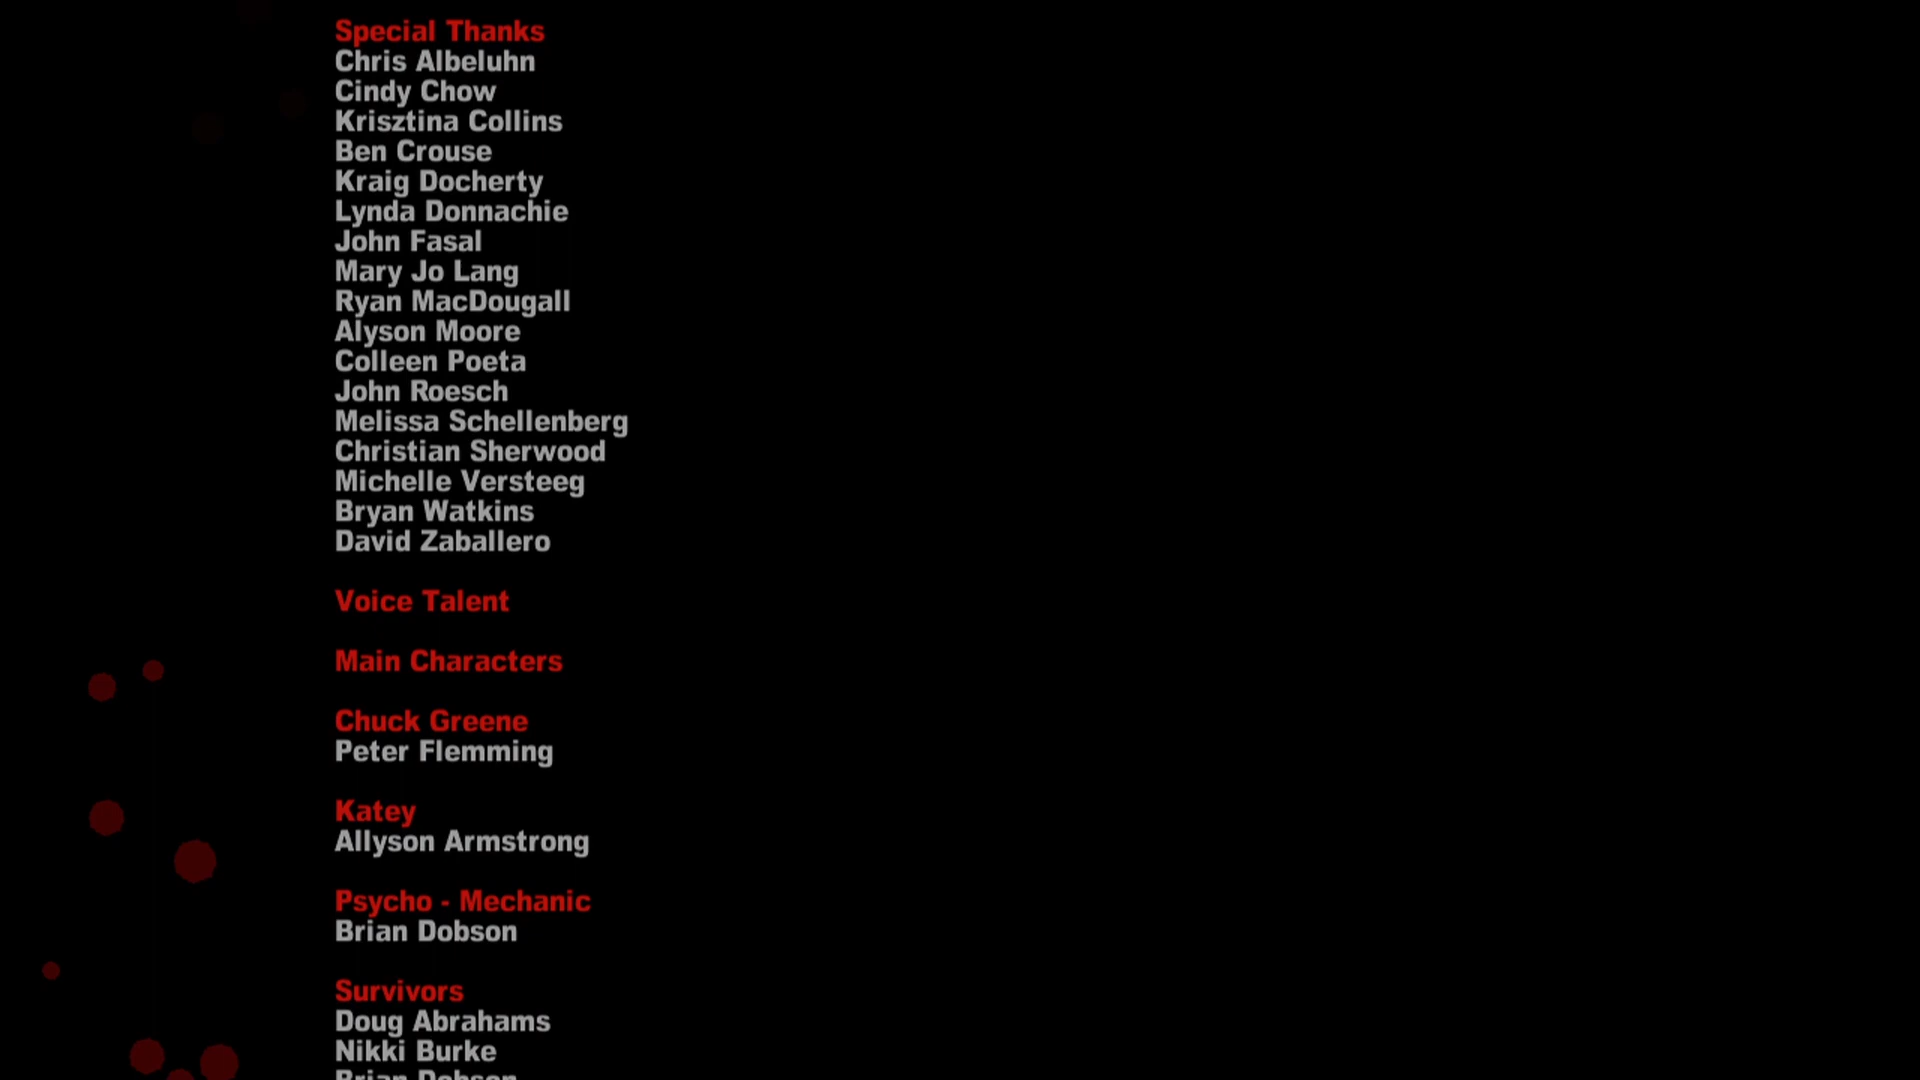 Special Thanks
Chris Albeluhn
Cindy Chow
Krisztina Collins
Ben Crouse
Kraig Docherty
Lynda Donnachie
John Fasal
Mary Jo Lang
Ryan MacDougall
Alyson Moore
Colleen Poeta
John Roesch
Melissa Schellenberg
Christian Sherwood
Michelle Versteeg
Bryan Watkins
David Zaballero
Voice Talent
Main Characters
Chuck Greene
Peter Flemming
Katey
Allyson Armstrong
Psycho - Mechanic
Brian Dobson
Survivors
Doug Abrahams
Nikki Burke
Brian Dobson